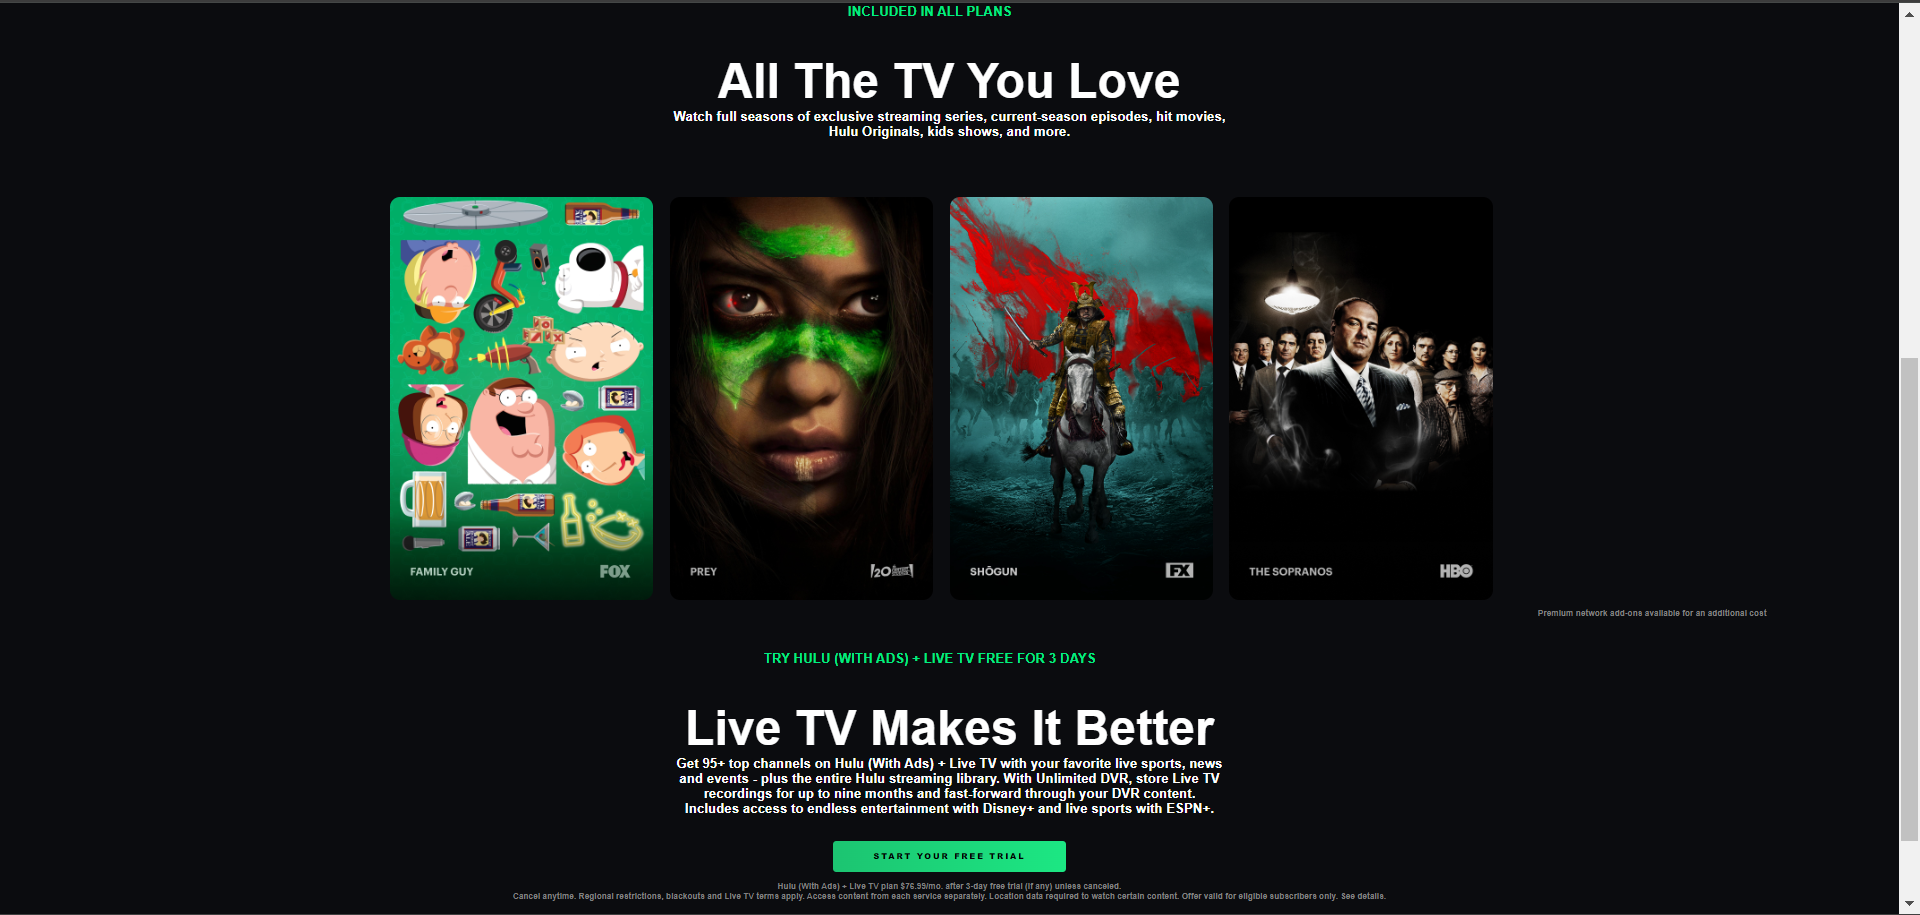 INCLUDED IN ALL PLANS
All The TV You Love
Watch full seasons of exclusive streaming series, current-season episodes, hit movies,
Hulu Originals, kids shows, and more.
FAMILY GUY
FOX
PREY
20
SHŌGUN
FX
THE SOPRANOS
HBO
Premium network add-ons available for an additional cost
TRY HULU (WITH ADS) + LIVE TV FREE FOR 3 DAYS
Live TV Makes It Better
Get 95+ top channels on Hulu (With Ads) + Live TV with your favorite live sports, news
and events - plus the entire Hulu streaming library. With Unlimited DVR, store Live TV
recordings for up to nine months and fast-forward through your DVR content.
Includes access to endless entertainment with Disney+ and live sports with ESPN+.
START YOUR FREE TRIAL
Hulu (With Ads) + Live TV plan $76.99/mo. after 3-day free trial (if any) unless canceled.
Cancel anytime. Regional restrictions, blackouts and Live TV terms apply. Access content from each service separately. Location data required to watch certain content. Offer valid for eligible subscribers only. See details.